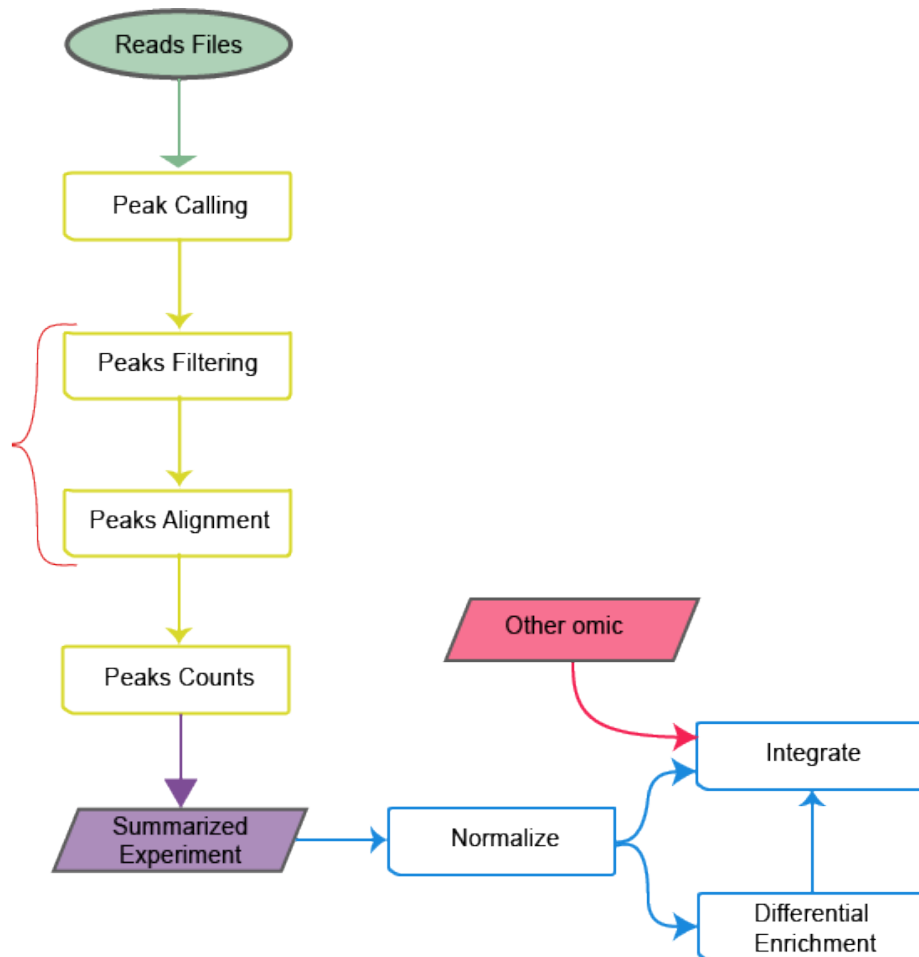 Reads Files
Peak Calling
Peaks Filtering
Peaks Alignment
Peaks Counts
Other omic
Integrate
Summarized
Experiment
Normalize
Differential
Enrichment